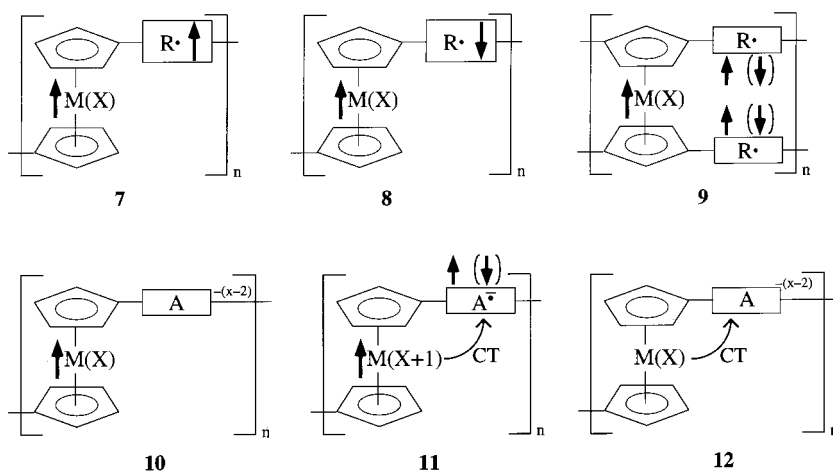 R• R• R•
M(X) M(X) ( ) M(X)
( )
R•
n n n
7 8 9
A −(x−2) ( ) A −• A −(x−2)
M(X) M(X+1) CT M(X) CT
n n n
10 11 12